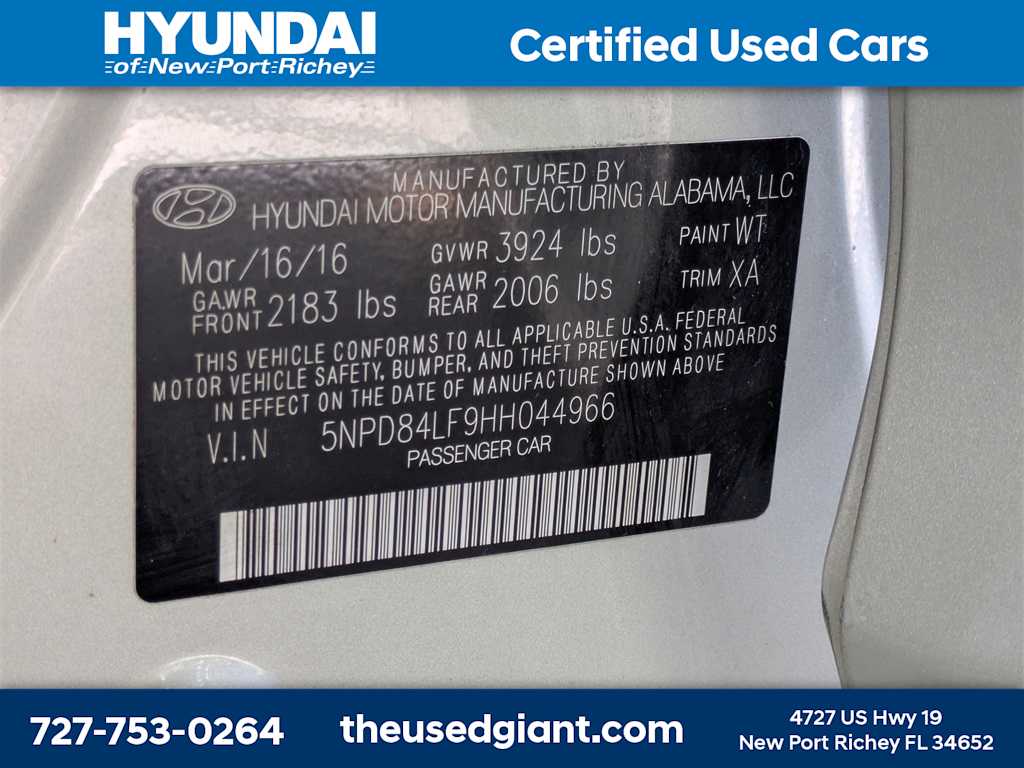 HYUNDAI
of New Port Richey
Certified Used Cars
MANUFACTURED BY
HYUNDAI MOTOR MANUFACTURING ALABAMA, LLC
Mar/16/16 GVWR 3924 lbs PAINT WT
GAWR FRONT 2183 lbs GAWR REAR 2006 lbs TRIM XA
THIS VEHICLE CONFORMS TO ALL APPLICABLE U.S.A. FEDERAL
MOTOR VEHICLE SAFETY, BUMPER, AND THEFT PREVENTION STANDARDS
IN EFFECT ON THE DATE OF MANUFACTURE SHOWN ABOVE
V.I.N 5NPD84LF9HH044966
PASSENGER CAR
727-753-0264
theusedgiant.com
4727 US Hwy 19
New Port Richey FL 34652